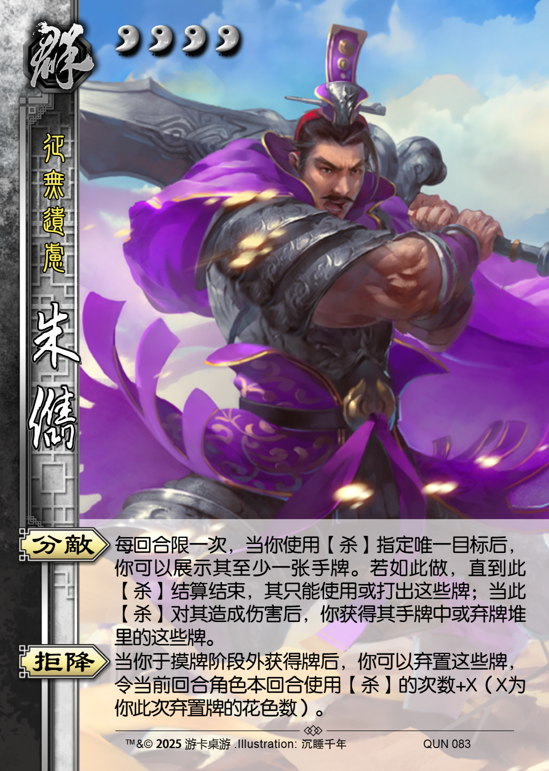 群
征無遺慮
朱儁
分敵
每回合限一次，当你使用【杀】指定唯一目标后，
你可以展示其至少一张手牌。若如此做，直到此
【杀】结算结束，其只能使用或打出这些牌；当此
【杀】对其造成伤害后，你获得其手牌中或弃牌堆
里的这些牌。
拒降
当你于摸牌阶段外获得牌后，你可以弃置这些牌，
令当前回合角色本回合使用【杀】的次数+X（X为
你此次弃置牌的花色数）。
™&© 2025 游卡桌游 .Illustration: 沉睡千年
QUN 083